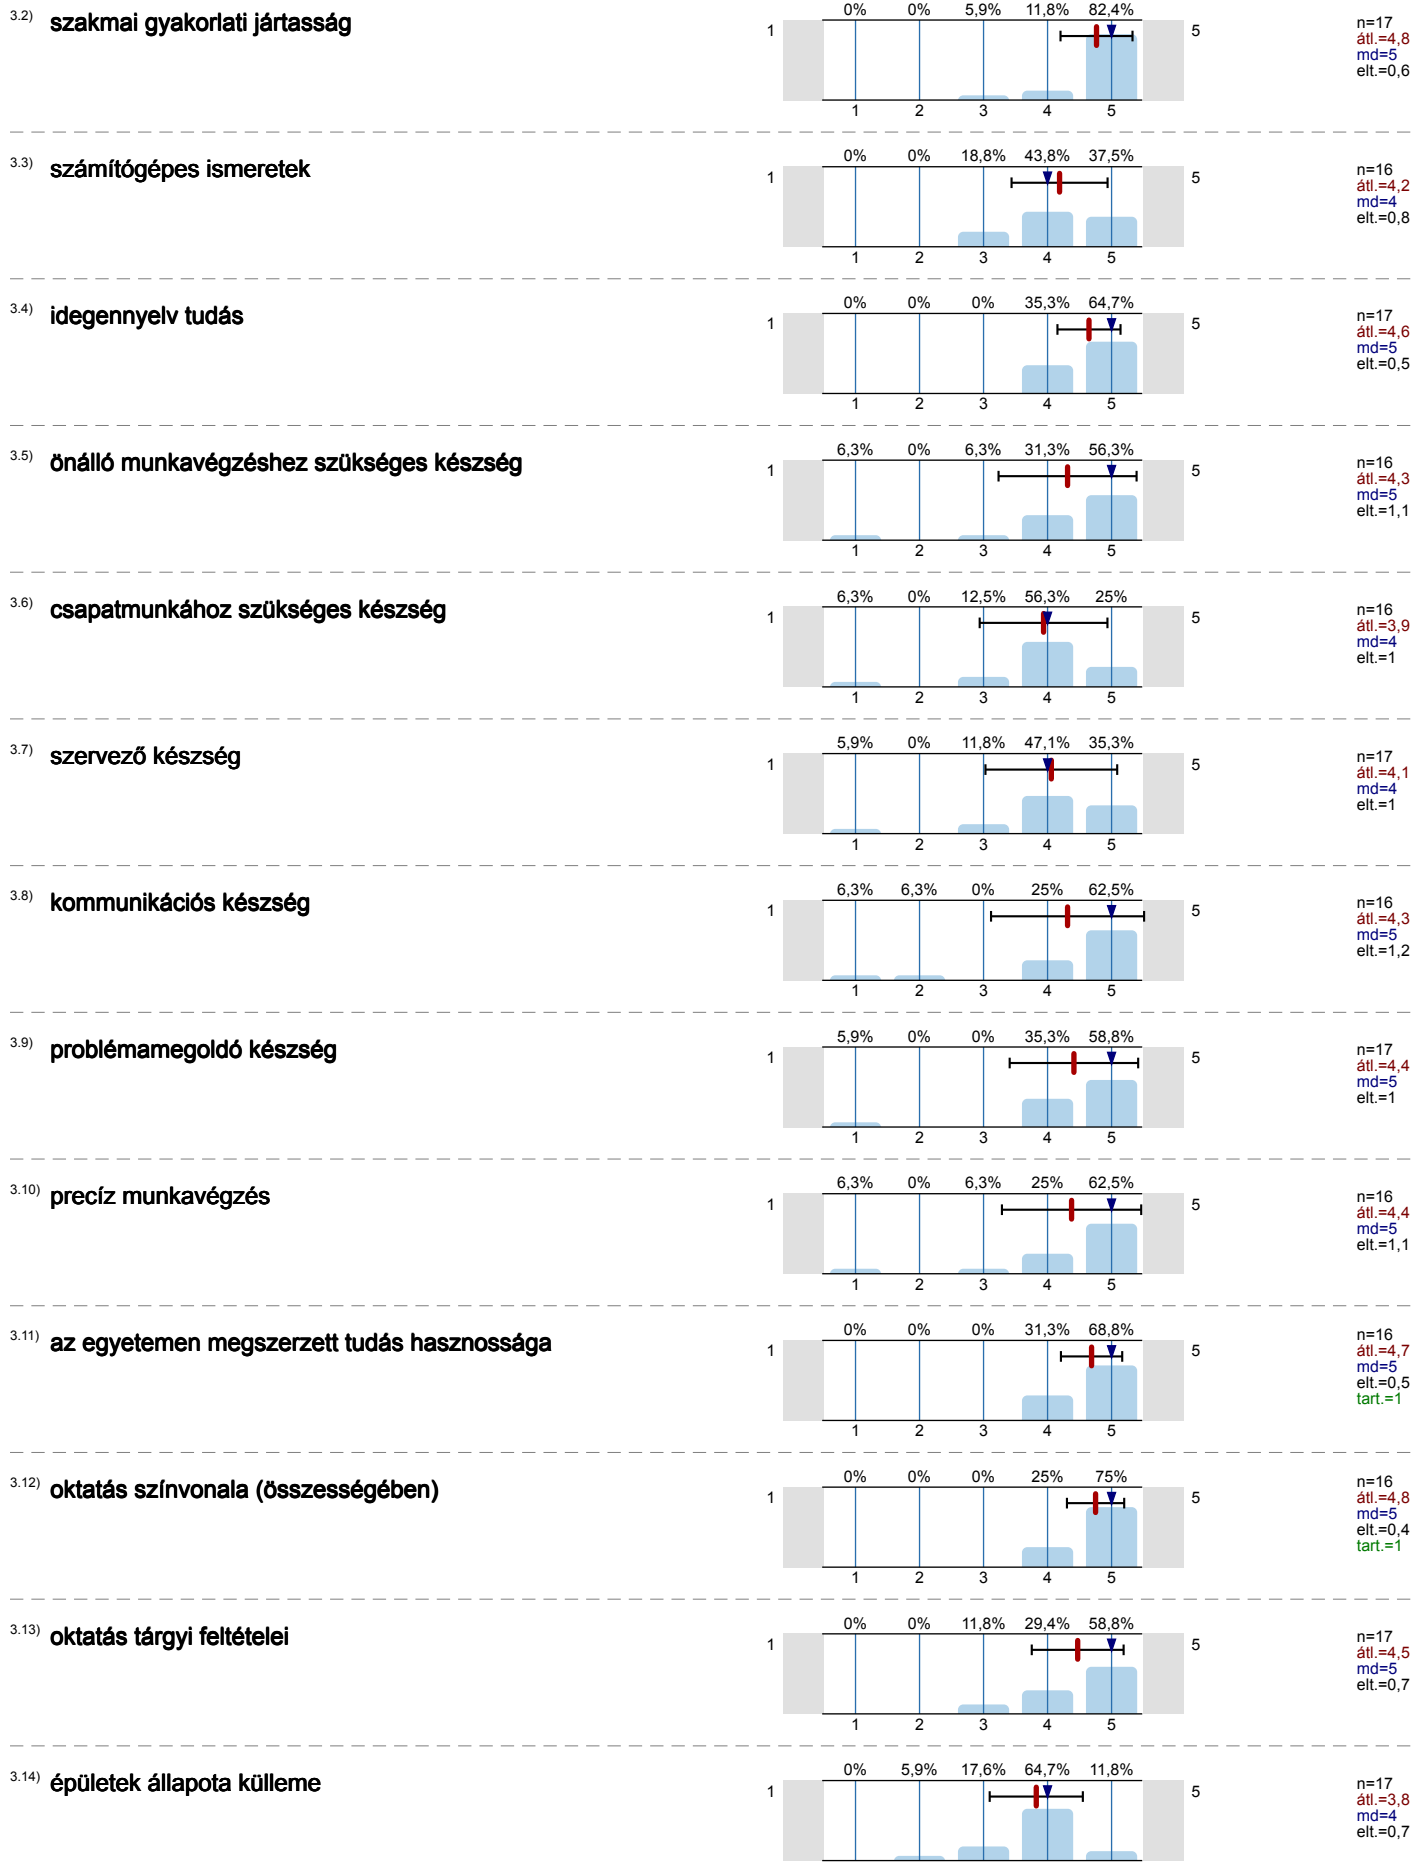 3.2) szakmai gyakorlati jártasság
0% 0% 5,9% 11,8% 82,4%
1 5
1 2 3 4 5
n=17
átl.=4,8
md=5
elt.=0,6
3.3) számítógépes ismeretek
0% 0% 18,8% 43,8% 37,5%
1 5
1 2 3 4 5
n=16
átl.=4,2
md=4
elt.=0,8
3.4) idegennyelv tudás
0% 0% 0% 35,3% 64,7%
1 5
1 2 3 4 5
n=17
átl.=4,6
md=5
elt.=0,5
3.5) önálló munkavégzéshez szükséges készség
6,3% 0% 6,3% 31,3% 56,3%
1 5
1 2 3 4 5
n=16
átl.=4,3
md=5
elt.=1,1
3.6) csapatmunkához szükséges készség
6,3% 0% 12,5% 56,3% 25%
1 5
1 2 3 4 5
n=16
átl.=3,9
md=4
elt.=1
3.7) szervező készség
5,9% 0% 11,8% 47,1% 35,3%
1 5
1 2 3 4 5
n=17
átl.=4,1
md=4
elt.=1
3.8) kommunikációs készség
6,3% 6,3% 0% 25% 62,5%
1 5
1 2 3 4 5
n=16
átl.=4,3
md=5
elt.=1,2
3.9) problémamegoldó készség
5,9% 0% 0% 35,3% 58,8%
1 5
1 2 3 4 5
n=17
átl.=4,4
md=5
elt.=1
3.10) precíz munkavégzés
6,3% 0% 6,3% 25% 62,5%
1 5
1 2 3 4 5
n=16
átl.=4,4
md=5
elt.=1,1
3.11) az egyetemen megszerzett tudás hasznossága
0% 0% 0% 31,3% 68,8%
1 5
1 2 3 4 5
n=16
átl.=4,7
md=5
elt.=0,5
tart.=1
3.12) oktatás színvonala (összességében)
0% 0% 0% 25% 75%
1 5
1 2 3 4 5
n=16
átl.=4,8
md=5
elt.=0,4
tart.=1
3.13) oktatás tárgyi feltételei
0% 0% 11,8% 29,4% 58,8%
1 5
1 2 3 4 5
n=17
átl.=4,5
md=5
elt.=0,7
3.14) épületek állapota külleme
0% 5,9% 17,6% 64,7% 11,8%
1 5
n=17
átl.=3,8
md=4
elt.=0,7